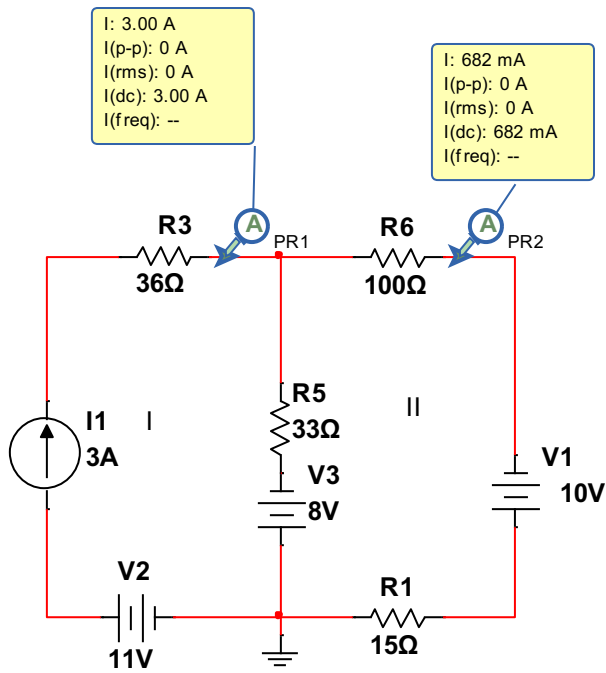 I: 3.00 A
I(p-p): 0 A
I(rms): 0 A
I(dc): 3.00 A
I(freq): --
I: 682 mA
I(p-p): 0 A
I(rms): 0 A
I(dc): 682 mA
I(freq): --
A
A
R3
PR1
R6
PR2
36Ω
100Ω
R5
I1
I
33Ω
II
3A
V3
8V
V1
10V
V2
R1
11V
15Ω